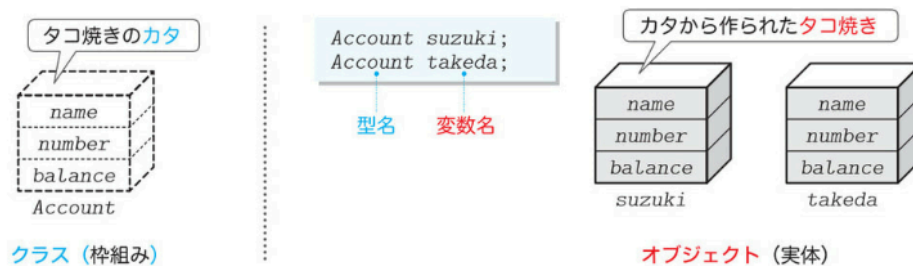 タコ焼きのカタ
name
number
balance
Account
クラス（枠組み）
Account suzuki;
Account takeda;
型名
変数名
カタから作られたタコ焼き
name
number
balance
suzuki
name
number
balance
takeda
オブジェクト（実体）